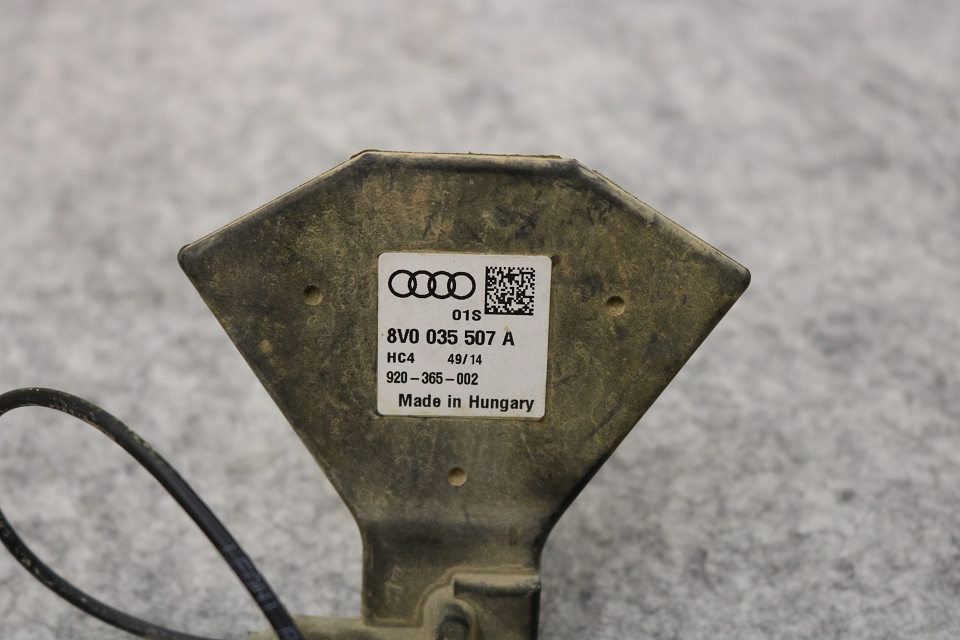 01S
8V0 035 507 A
HC4 49/14
920-365-002
Made in Hungary